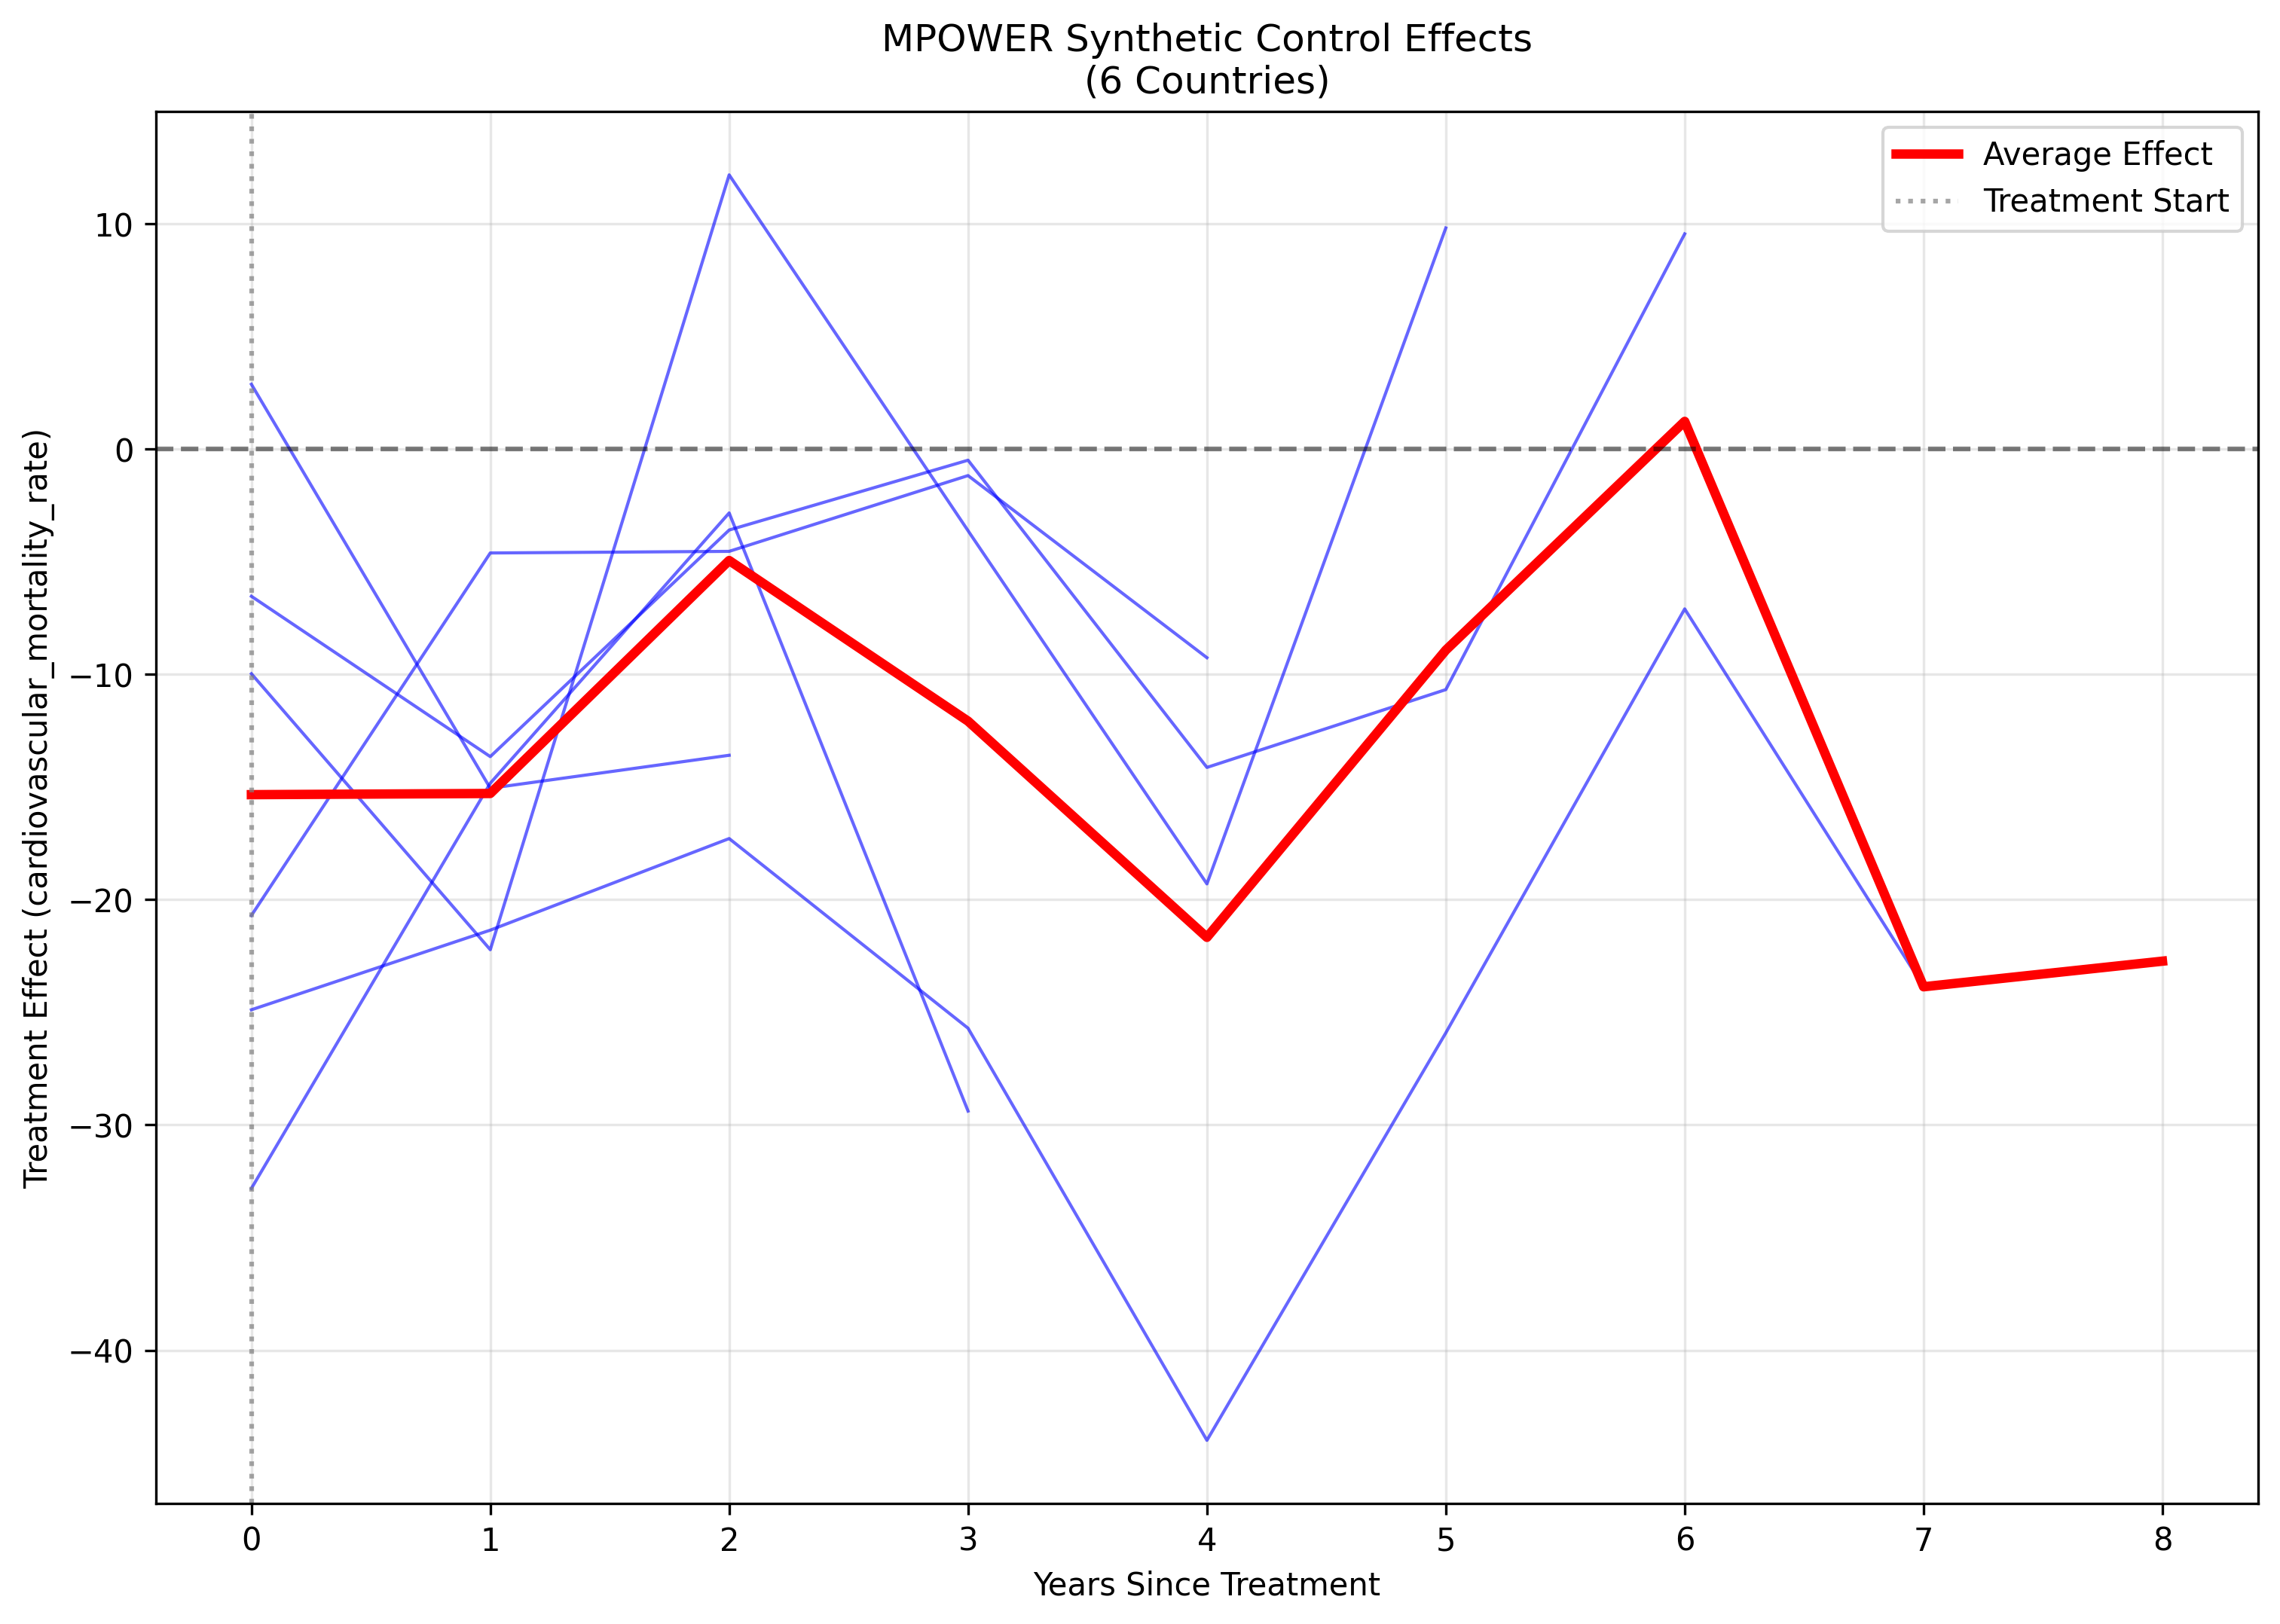 MPOWER Synthetic Control Effects
(6 Countries)
Average Effect
Treatment Start
Treatment Effect (cardiovascular_mortality_rate)
10
0
−10
−20
−30
−40
0 1 2 3 4 5 6 7 8
Years Since Treatment